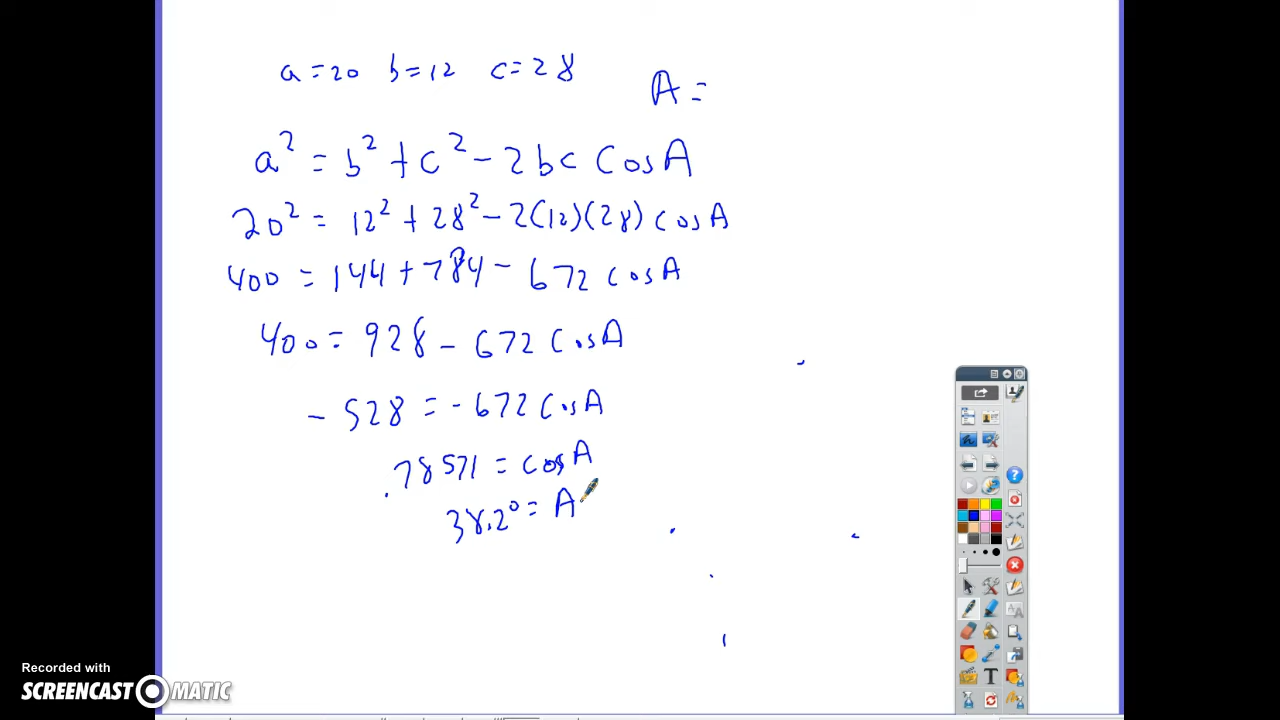 a = 20 b = 12 c = 28
A =
a² = b² + c² - 2bc CosA
20² = 12² + 28² - 2(12)(28) cosA
400 = 144 + 784 - 672 cosA
400 = 928 - 672 CosA
- 528 = - 672 CosA
.78571 = cosA
38.2° = A
Recorded with
SCREENCAST MATIC